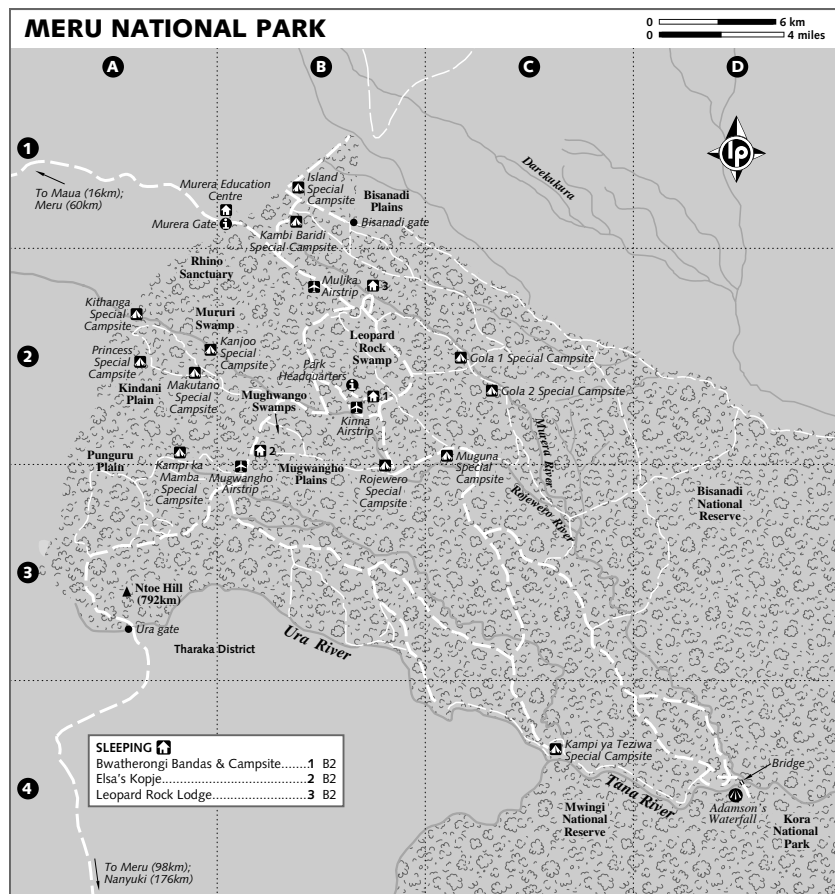 MERU NATIONAL PARK
0 6 km
0 4 miles
A
B
C
D
1
2
3
4
lp
To Maua (16km);
Meru (60km)
Murera Education
Centre
Murera Gate
Island
Special
Campsite
Kambi Baridi
Special Campsite
Bisanadi
Plains
Bisanadi gate
Darekukura
Rhino
Sanctuary
Mulika
Airstrip
3
Kithanga
Special
Campsite
Mururi
Swamp
Kanjoo
Special
Campsite
Princess
Special
Campsite
Makutano
Special
Campsite
Kindani
Plain
Leopard
Rock
Swamp
Park
Headquarters
1
Kinna
Airstrip
Gola 1 Special Campsite
Gola 2 Special Campsite
Mughwango
Swamps
2
Punguru
Plain
Kampi ka
Mamba
Special
Campsite
Mugwangho
Airstrip
Mugwangho
Plains
Rojewero
Special
Campsite
Muguna
Special
Campsite
Murera River
Rojewero River
Bisanadi
National
Reserve
Ntoe Hill
(792km)
Ura gate
Tharaka District
Ura River
Kampi ya Teziwa
Special Campsite
Bridge
Tana River
Adamson's
Waterfall
Mwingi
National
Reserve
Kora
National
Park
SLEEPING
Bwatherongi Bandas & Campsite.......1 B2
Elsa's Kopje.......................................2 B2
Leopard Rock Lodge..........................3 B2
To Meru (98km);
Nanyuki (176km)